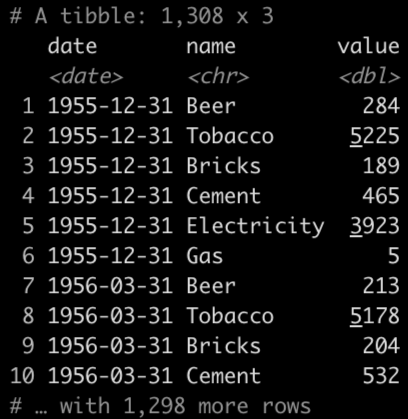 # A tibble: 1,308 x 3
date name value
<date> <chr> <dbl>
1 1955-12-31 Beer 284
2 1955-12-31 Tobacco 5225
3 1955-12-31 Bricks 189
4 1955-12-31 Cement 465
5 1955-12-31 Electricity 3923
6 1955-12-31 Gas 5
7 1956-03-31 Beer 213
8 1956-03-31 Tobacco 5178
9 1956-03-31 Bricks 204
10 1956-03-31 Cement 532
# … with 1,298 more rows